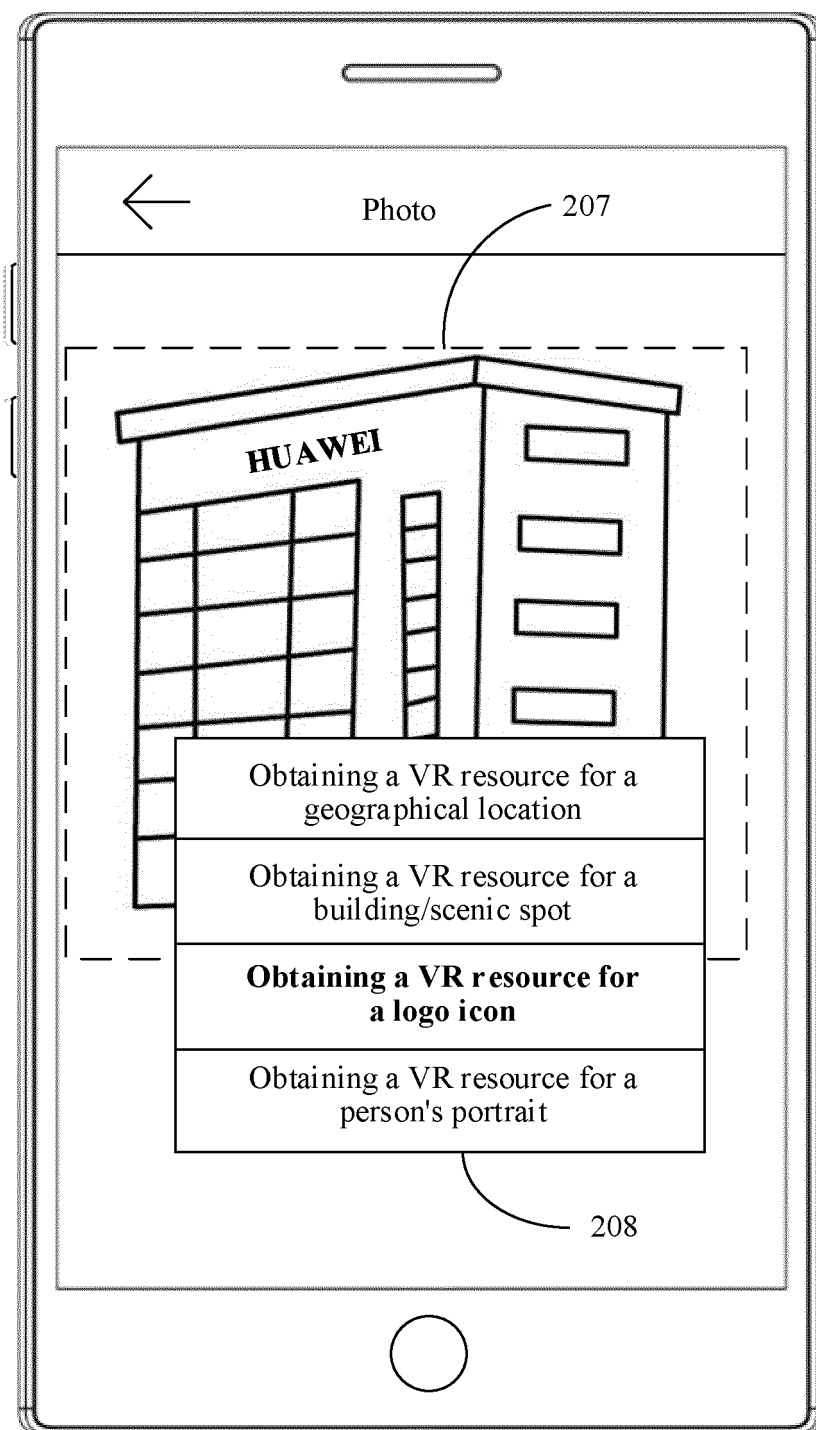 Photo
207
HUAWEI
Obtaining a VR resource for a
geographical location
Obtaining a VR resource for a
building/scenic spot
Obtaining a VR resource for
a logo icon
Obtaining a VR resource for a
person's portrait
208